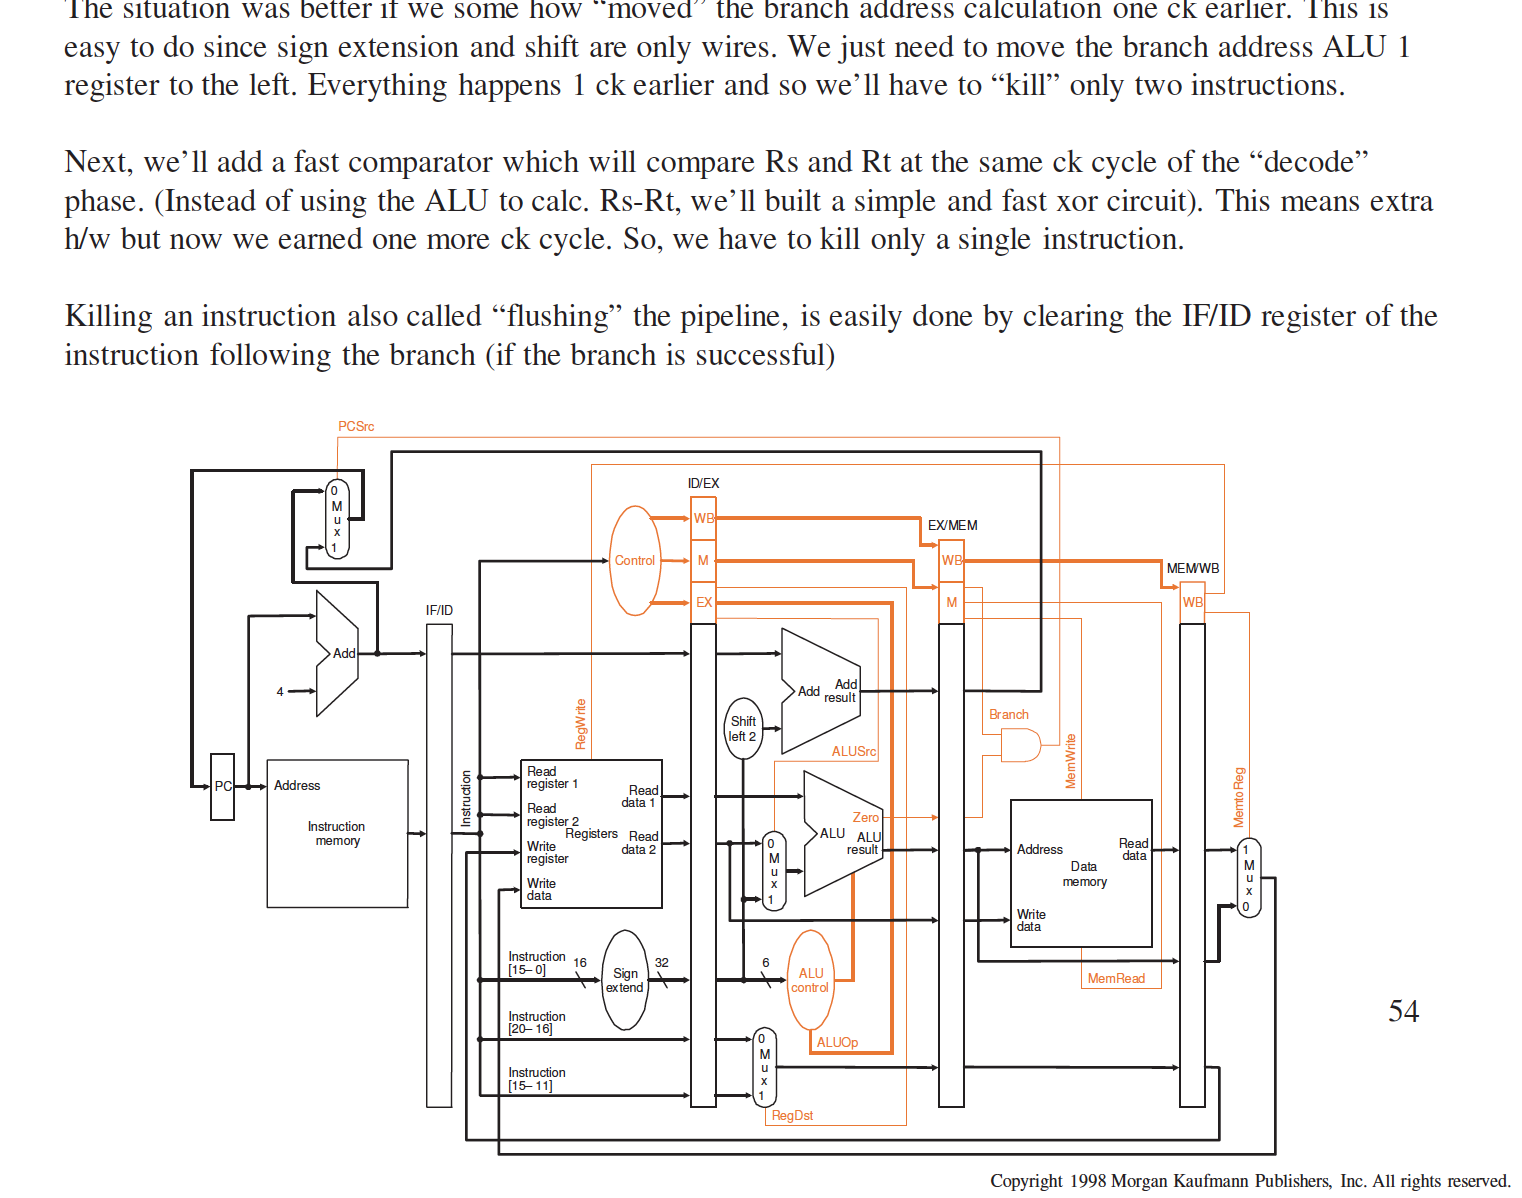 The situation was better if we some how “moved” the branch address calculation one ck earlier. This is
easy to do since sign extension and shift are only wires. We just need to move the branch address ALU 1
register to the left. Everything happens 1 ck earlier and so we’ll have to “kill” only two instructions.
Next, we’ll add a fast comparator which will compare Rs and Rt at the same ck cycle of the “decode”
phase. (Instead of using the ALU to calc. Rs-Rt, we’ll built a simple and fast xor circuit). This means extra
h/w but now we earned one more ck cycle. So, we have to kill only a single instruction.
Killing an instruction also called “flushing” the pipeline, is easily done by clearing the IF/ID register of the
instruction following the branch (if the branch is successful)
PCSrc
ID/EX
0
M
u
x
1
WB
EX/MEM
Control
M
WB
MEM/WB
EX
M
WB
IF/ID
Add
4
Add
Add
result
RegWrite
Shift
left 2
Branch
ALUSrc
MemWrite
PC
Address
Instruction
memory
Instruction
Read
register 1
Read
data 1
Read
register 2
Registers
Read
data 2
Write
register
Write
data
0
M
u
x
1
Zero
ALU
ALU
result
Address
Read
data
Data
memory
Write
data
MemtoReg
1
M
u
x
0
Instruction
[15– 0]
16
Sign
extend
32
6
ALU
control
MemRead
54
Instruction
[20– 16]
0
M
u
x
1
ALUOp
Instruction
[15– 11]
RegDst
Copyright 1998 Morgan Kaufmann Publishers, Inc. All rights reserved.